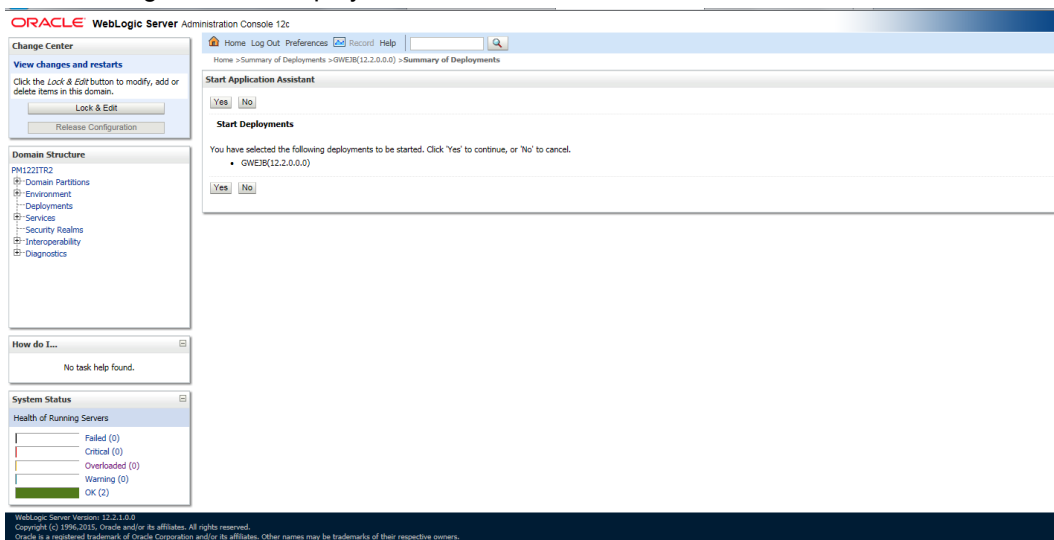 ORACLE WebLogic Server Administration Console 12c
Change Center
View changes and restarts
Click the Lock & Edit button to modify, add or
delete items in this domain.
Lock & Edit
Release Configuration
Domain Structure
PM122ITR2
Domain Partitions
Environment
Deployments
Services
Security Realms
Interoperability
Diagnostics
How do I...
No task help found.
System Status
Health of Running Servers
Failed (0)
Critical (0)
Overloaded (0)
Warning (0)
OK (2)
Home Log Out Preferences Record Help
Home >Summary of Deployments >GWEJB(12.2.0.0.0) >Summary of Deployments
Start Application Assistant
Yes No
Start Deployments
You have selected the following deployments to be started. Click 'Yes' to continue, or 'No' to cancel.
• GWEJB(12.2.0.0.0)
Yes No
WebLogic Server Version: 12.2.1.0.0
Copyright (c) 1996,2015, Oracle and/or its affiliates. All rights reserved.
Oracle is a registered trademark of Oracle Corporation and/or its affiliates. Other names may be trademarks of their respective owners.